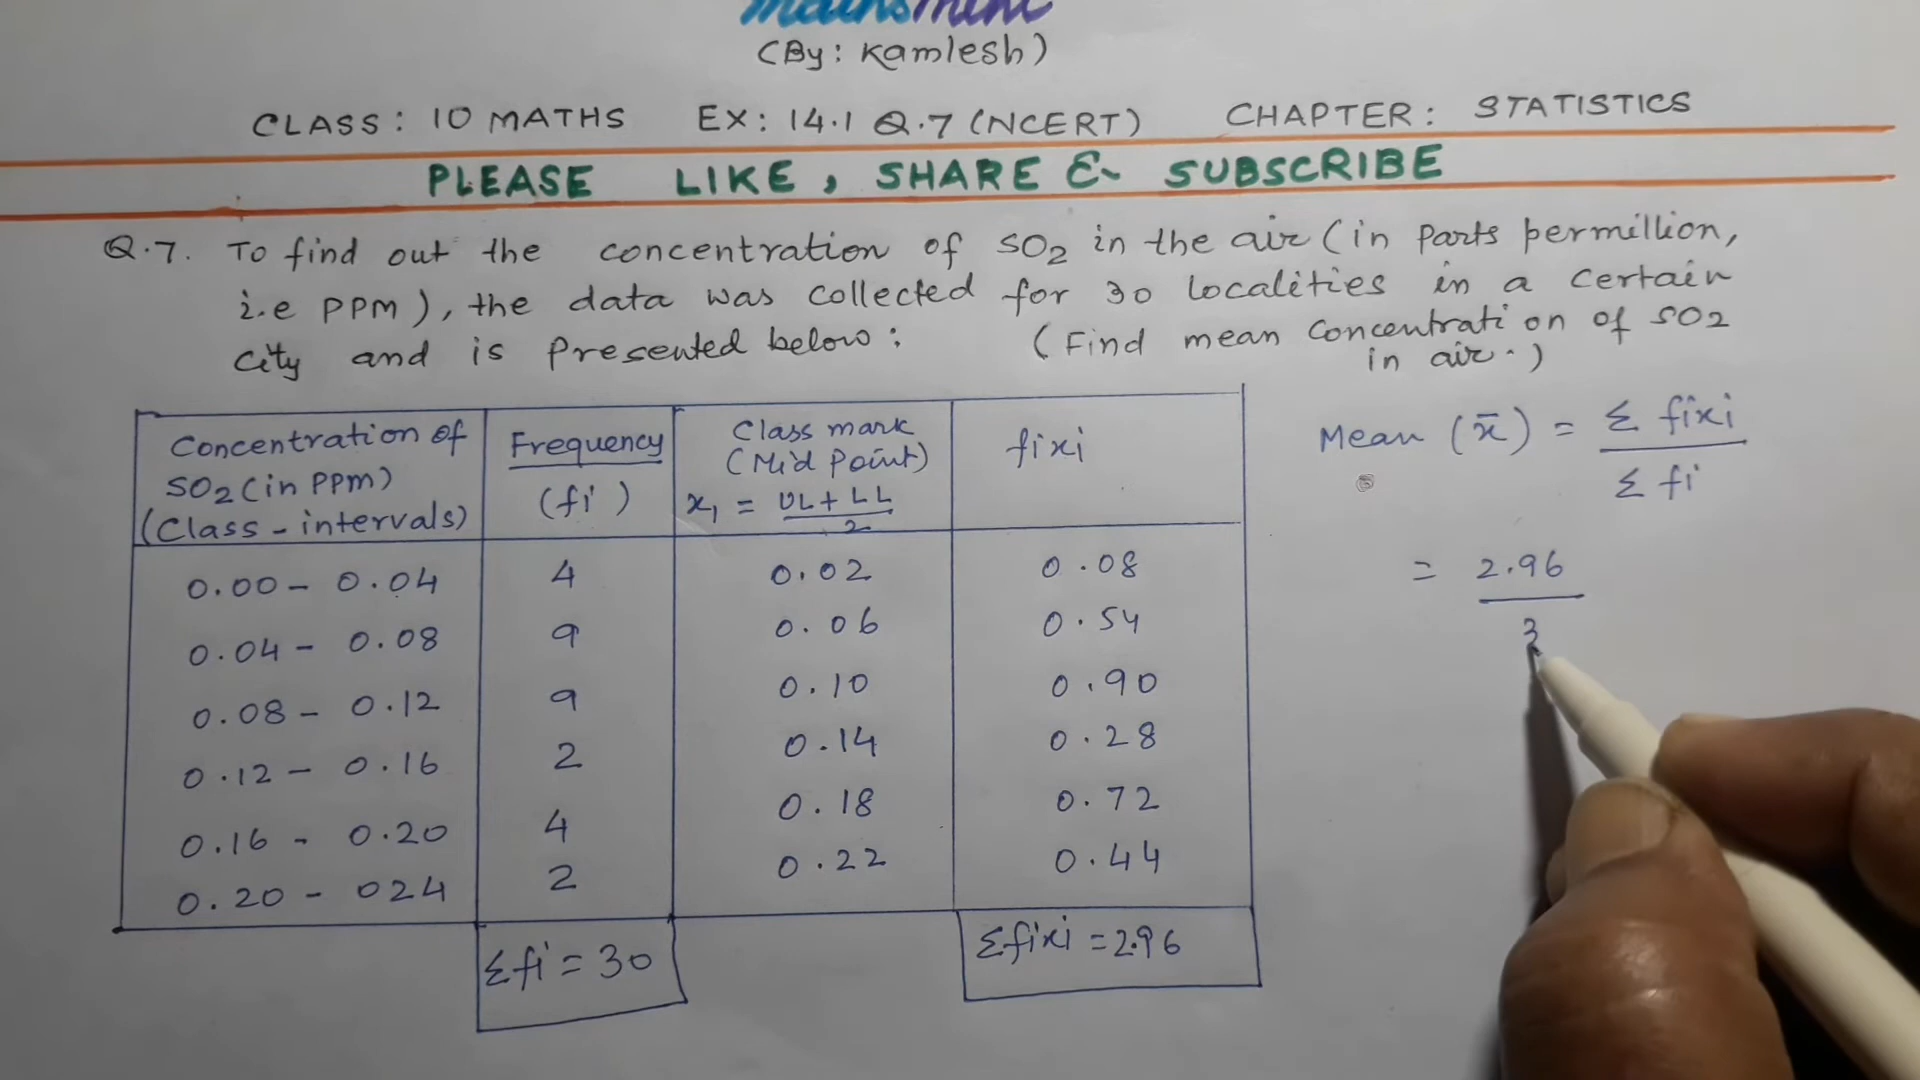 mathsmint
(By: Kamlesh)
CLASS: 10 MATHS EX: 14.1 Q.7 (NCERT) CHAPTER: STATISTICS
PLEASE LIKE, SHARE & SUBSCRIBE
Q.7. To find out the concentration of SO2 in the air (in Parts permillion,
i.e PPM), the data was collected for 30 localities in a certain
city and is Presented below: (Find mean concentration of SO2
in air.)
Concentration of SO2 (in PPm) (Class-intervals) | Frequency (fi) | Class mark (Mid Point) x1 = UL+LL/2 | fixi
0.00 - 0.04 4 0.02 0.08
0.04 - 0.08 9 0.06 0.54
0.08 - 0.12 9 0.10 0.90
0.12 - 0.16 2 0.14 0.28
0.16 - 0.20 4 0.18 0.72
0.20 - 024 2 0.22 0.44
Σfi = 30 Σfixi = 2.96
Mean (x̄) = Σ fixi
Σ fi
= 2.96
3